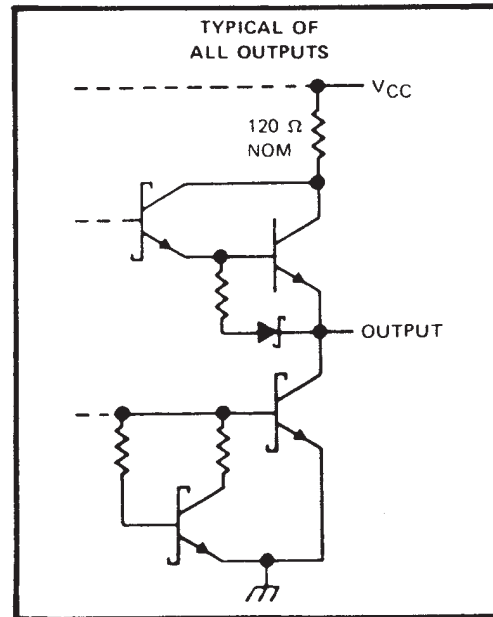 TYPICAL OF
ALL OUTPUTS
VCC
120 Ω
NOM
OUTPUT